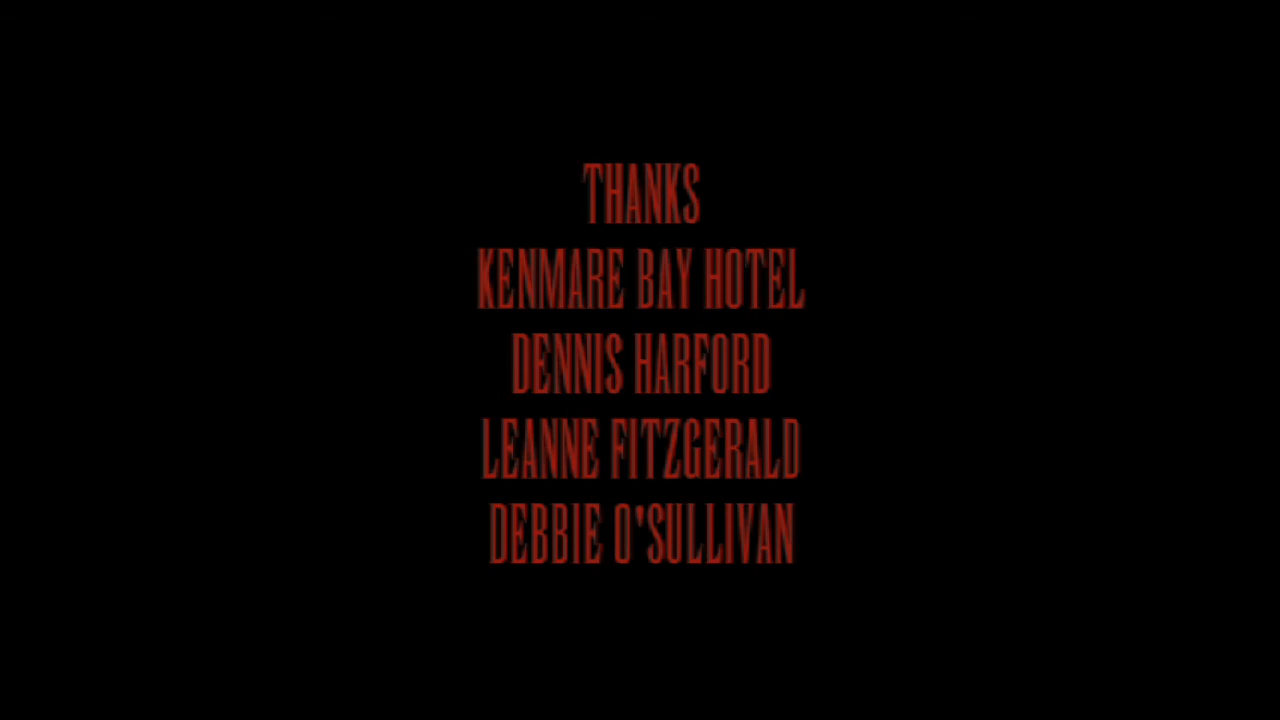 THANKS
KENMARE BAY HOTEL
DENNIS HARFORD
LEANNE FITZGERALD
DEBBIE O'SULLIVAN